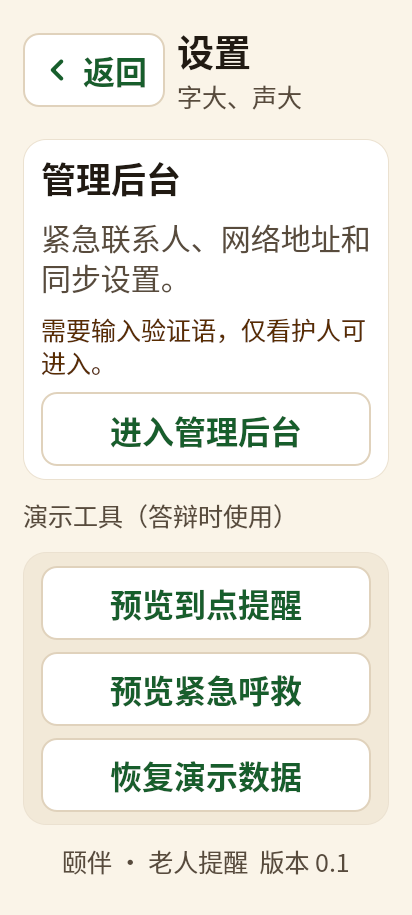 返回
设置
字大、声大
管理后台
紧急联系人、网络地址和
同步设置。
需要输入验证语，仅看护人可
进入。
进入管理后台
演示工具（答辩时使用）
预览到点提醒
预览紧急呼救
恢复演示数据
颐伴 · 老人提醒 版本 0.1